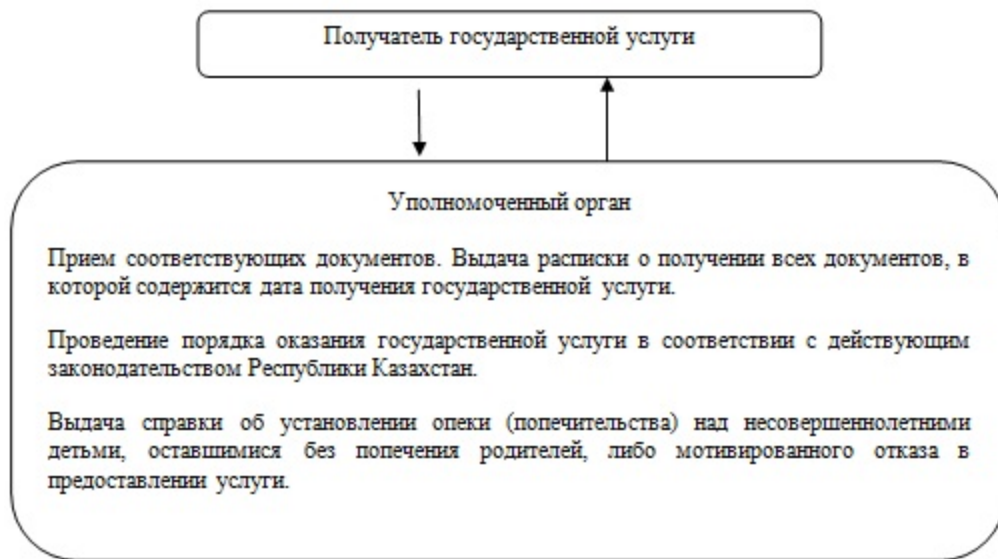 Получатель государственной услуги
Уполномоченный орган
Прием соответствующих документов. Выдача расписки о получении всех документов, в
которой содержится дата получения государственной услуги.
Проведение порядка оказания государственной услуги в соответствии с действующим
законодательством Республики Казахстан.
Выдача справки об установлении опеки (попечительства) над несовершеннолетними
детьми, оставшимися без попечения родителей, либо мотивированного отказа в
предоставлении услуги.